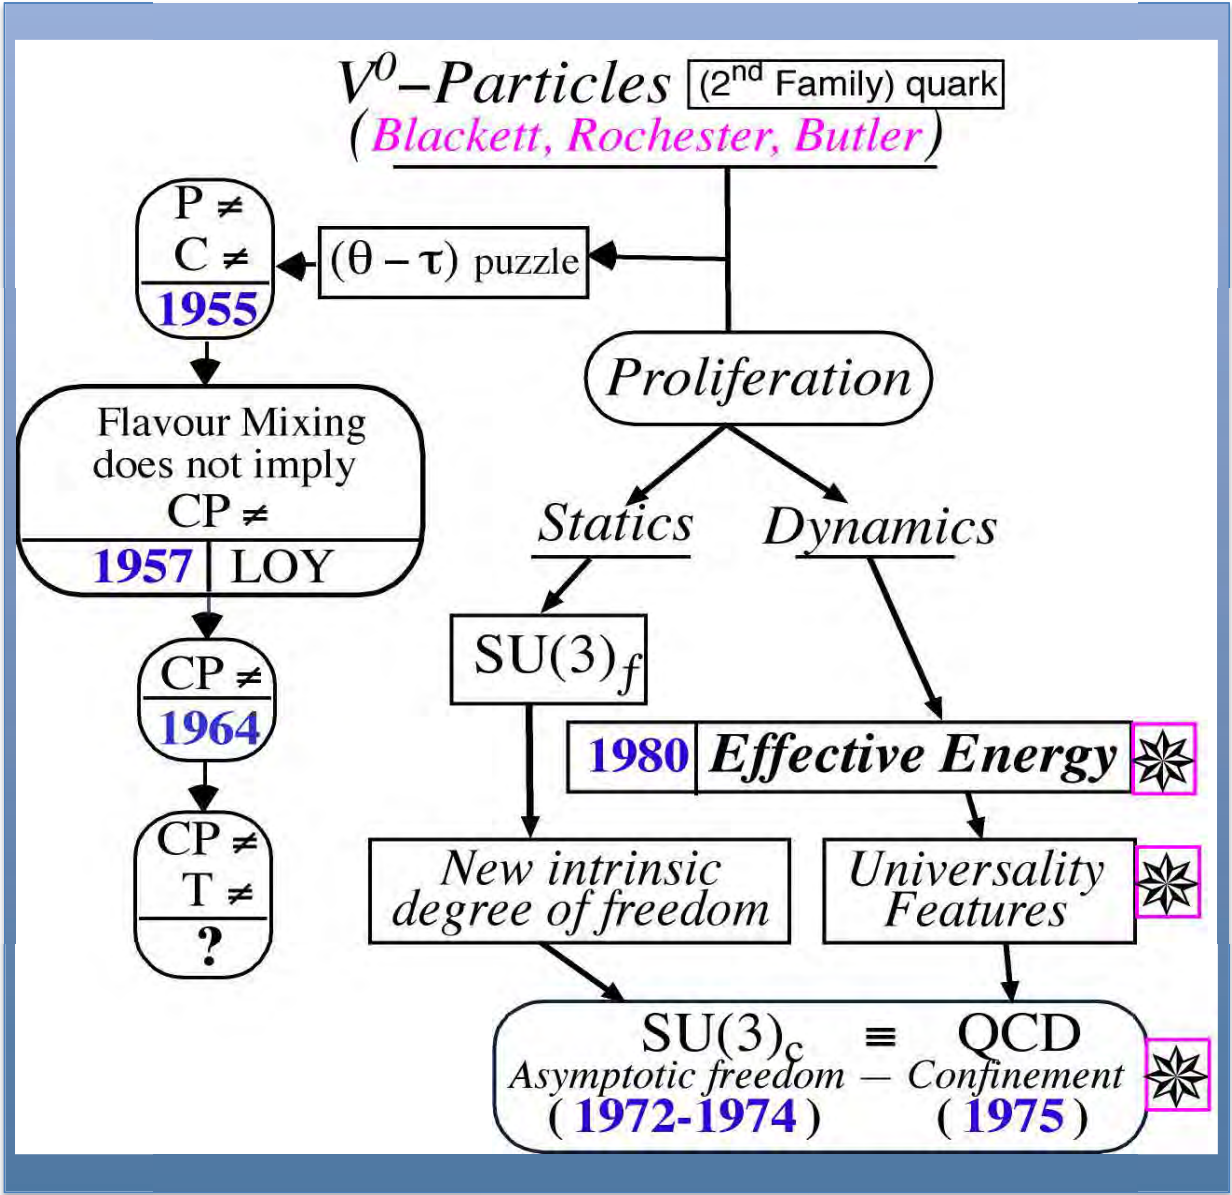 V⁰–Particles (2nd Family) quark
(Blackett, Rochester, Butler)
P ≠
C ≠
1955
(θ – τ) puzzle
Flavour Mixing
does not imply
CP ≠
1957 LOY
CP ≠
1964
CP ≠
T ≠
?
Proliferation
Statics
Dynamics
SU(3)f
1980 Effective Energy
New intrinsic
degree of freedom
Universality
Features
SU(3)c ≡ QCD
Asymptotic freedom – Confinement
(1972-1974) (1975)